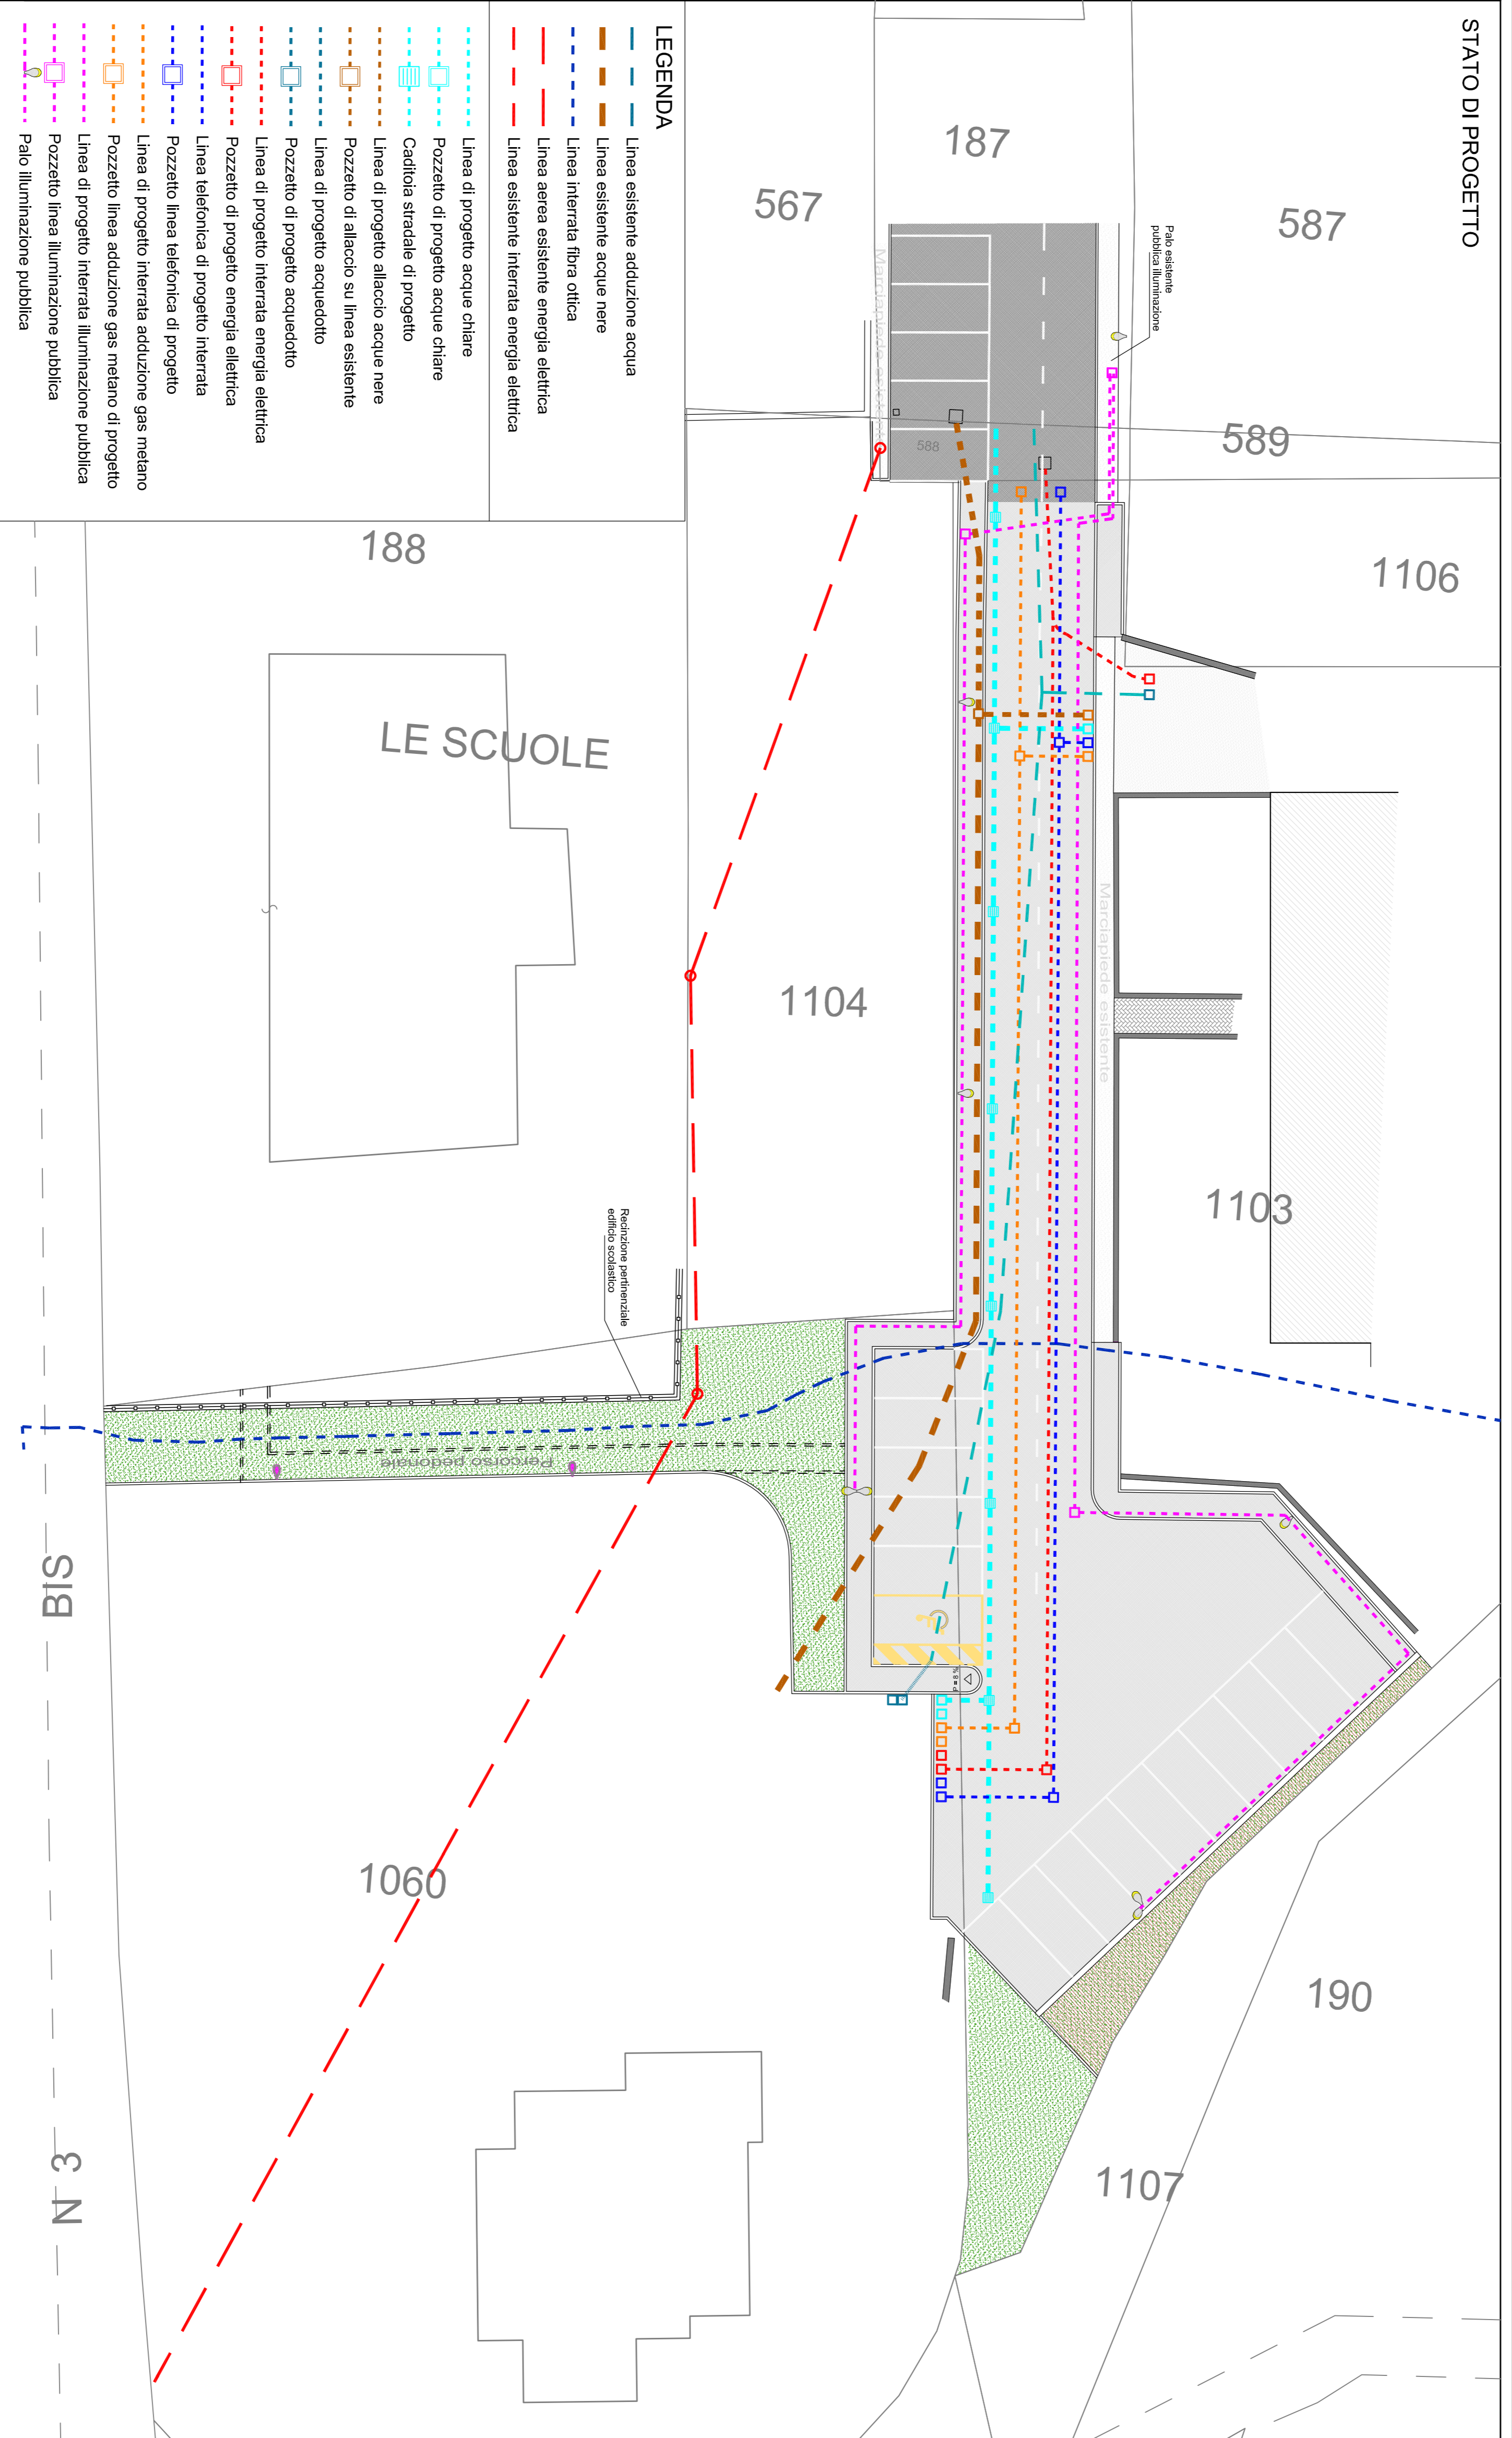 STATO DI PROGETTO
587
Palo esistente
pubblica illuminazione
187
567
589
588
1106
Marciapiede esistente
LEGENDA
Linea esistente adduzione acqua
Linea esistente acque nere
Linea interrata fibra ottica
Linea aerea esistente energia elettrica
Linea esistente interrata energia elettrica
Linea di progetto acque chiare
Pozzetto di progetto acque chiare
Caditoia stradale di progetto
Linea di progetto allaccio acque nere
Pozzetto di allaccio su linea esistente
Linea di progetto acquedotto
Pozzetto di progetto acquedotto
Linea di progetto interrata energia elettrica
Pozzetto di progetto energia ellettrica
Linea telefonica di progetto interrata
Pozzetto linea telefonica di progetto
Linea di progetto interrata adduzione gas metano
Pozzetto linea adduzione gas metano di progetto
Linea di progetto interrata illuminazione pubblica
Pozzetto linea illuminazione pubblica
Palo illuminazione pubblica
188
LE SCUOLE
1104
Marciapiede esistente
1103
Recinzione pertinenziale
edificio scolastico
Percorso pedonale
P = 8 %
BIS
1060
190
1107
N 3